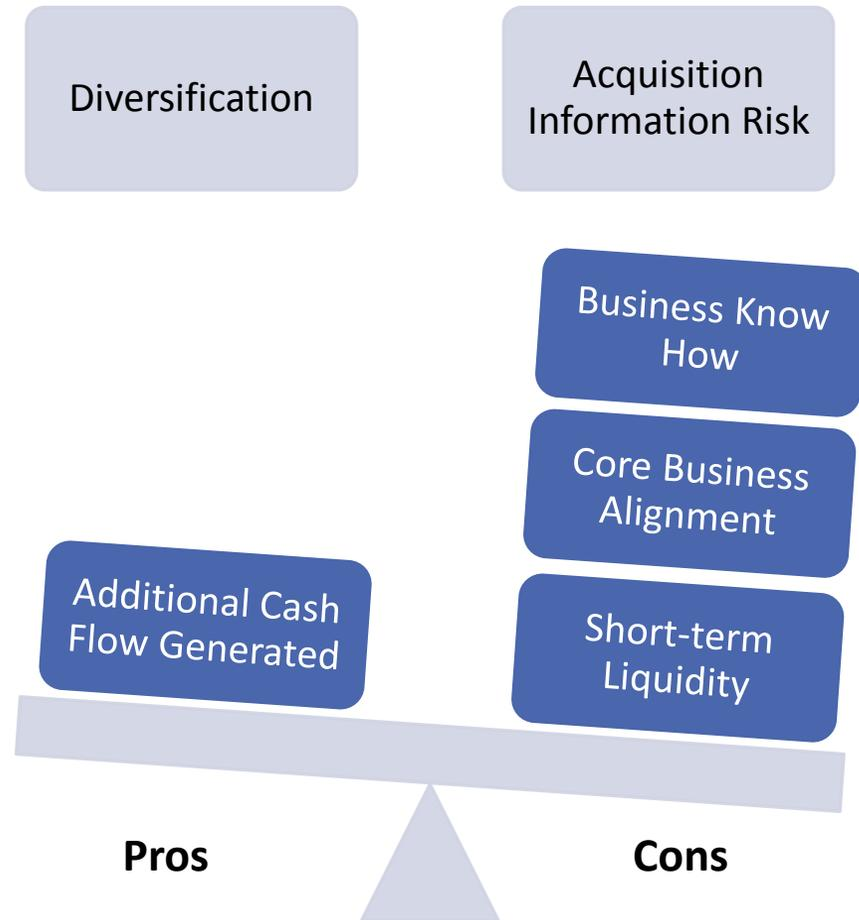 Diversification
Acquisition
Information Risk
Business Know
How
Core Business
Alignment
Additional Cash
Flow Generated
Short-term
Liquidity
Pros
Cons